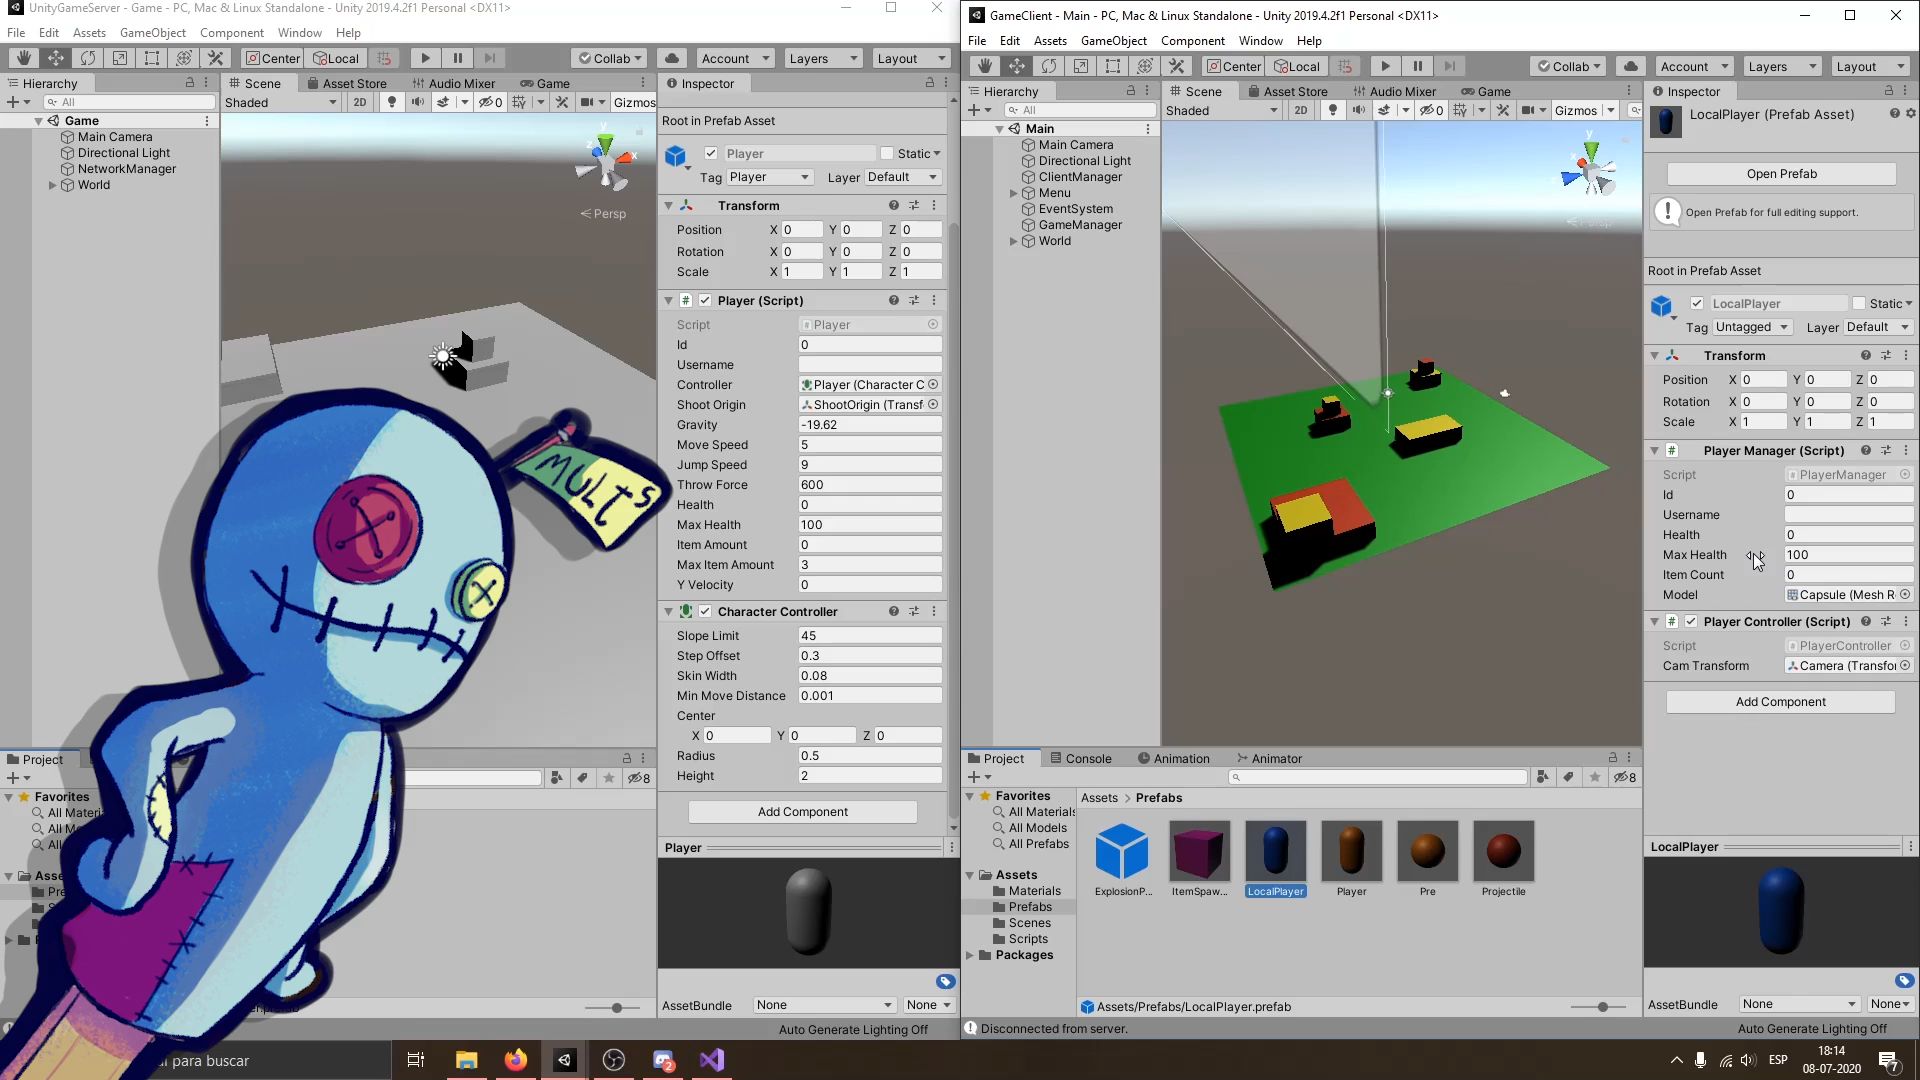 UnityGameServer - Game - PC, Mac & Linux Standalone - Unity 2019.4.2f1 Personal <DX11>
File Edit Assets GameObject Component Window Help
Center Local Collab Account Layers Layout
Hierarchy
All
Game
Main Camera
Directional Light
NetworkManager
World
Scene Asset Store Audio Mixer Game
Shaded 2D 0 Gizmos
y
x
z
Persp
MULTS
Inspector
Root in Prefab Asset
Player Static
Tag Player Layer Default
Transform
Position X 0 Y 0 Z 0
Rotation X 0 Y 0 Z 0
Scale X 1 Y 1 Z 1
Player (Script)
Script Player
Id 0
Username
Controller Player (Character C
Shoot Origin ShootOrigin (Transf
Gravity -19.62
Move Speed 5
Jump Speed 9
Throw Force 600
Health 0
Max Health 100
Item Amount 0
Max Item Amount 3
Y Velocity 0
Character Controller
Slope Limit 45
Step Offset 0.3
Skin Width 0.08
Min Move Distance 0.001
Center
X 0 Y 0 Z 0
Radius 0.5
Height 2
Add Component
Player
AssetBundle None None
Auto Generate Lighting Off
Project
8
Favorites
All Materi
All M
All
Asse
Pre
GameClient - Main - PC, Mac & Linux Standalone - Unity 2019.4.2f1 Personal <DX11>
File Edit Assets GameObject Component Window Help
Center Local Collab Account Layers Layout
Hierarchy
All
Main
Main Camera
Directional Light
ClientManager
Menu
EventSystem
GameManager
World
Scene Asset Store Audio Mixer Game
Shaded 2D 0 Gizmos
y
x
Inspector
LocalPlayer (Prefab Asset)
Open Prefab
Open Prefab for full editing support.
Root in Prefab Asset
LocalPlayer Static
Tag Untagged Layer Default
Transform
Position X 0 Y 0 Z 0
Rotation X 0 Y 0 Z 0
Scale X 1 Y 1 Z 1
Player Manager (Script)
Script PlayerManager
Id 0
Username
Health 0
Max Health 100
Item Count 0
Model Capsule (Mesh R
Player Controller (Script)
Script PlayerController
Cam Transform Camera (Transfor
Add Component
LocalPlayer
AssetBundle None None
Auto Generate Lighting Off
Project Console Animation Animator
8
Favorites
All Materials
All Models
All Prefabs
Assets
Materials
Prefabs
Scenes
Scripts
Packages
Assets > Prefabs
ExplosionP... ItemSpaw... LocalPlayer Player Pre Projectile
Assets/Prefabs/LocalPlayer.prefab
Disconnected from server.
para buscar
2
ESP
18:14
08-07-2020
7